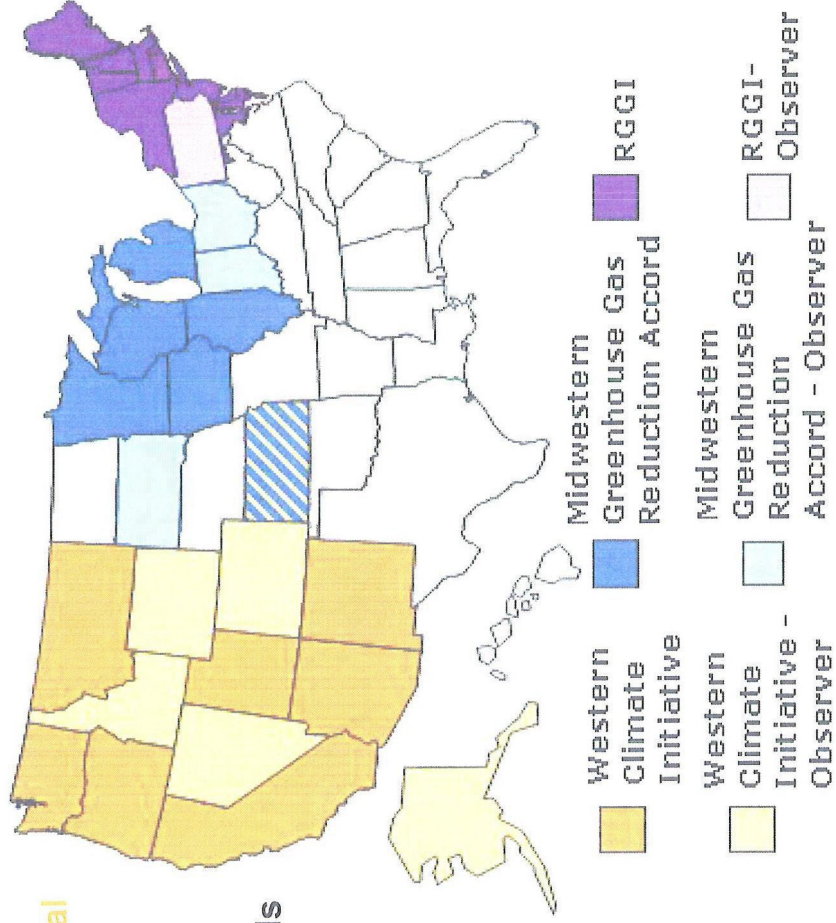 al
s
Western
Climate
Initiative
Midwestern
Greenhouse Gas
Reduction Accord
RGGI
Western
Climate
Initiative -
Observer
Midwestern
Greenhouse Gas
Reduction
Accord - Observer
RGGI-
Observer